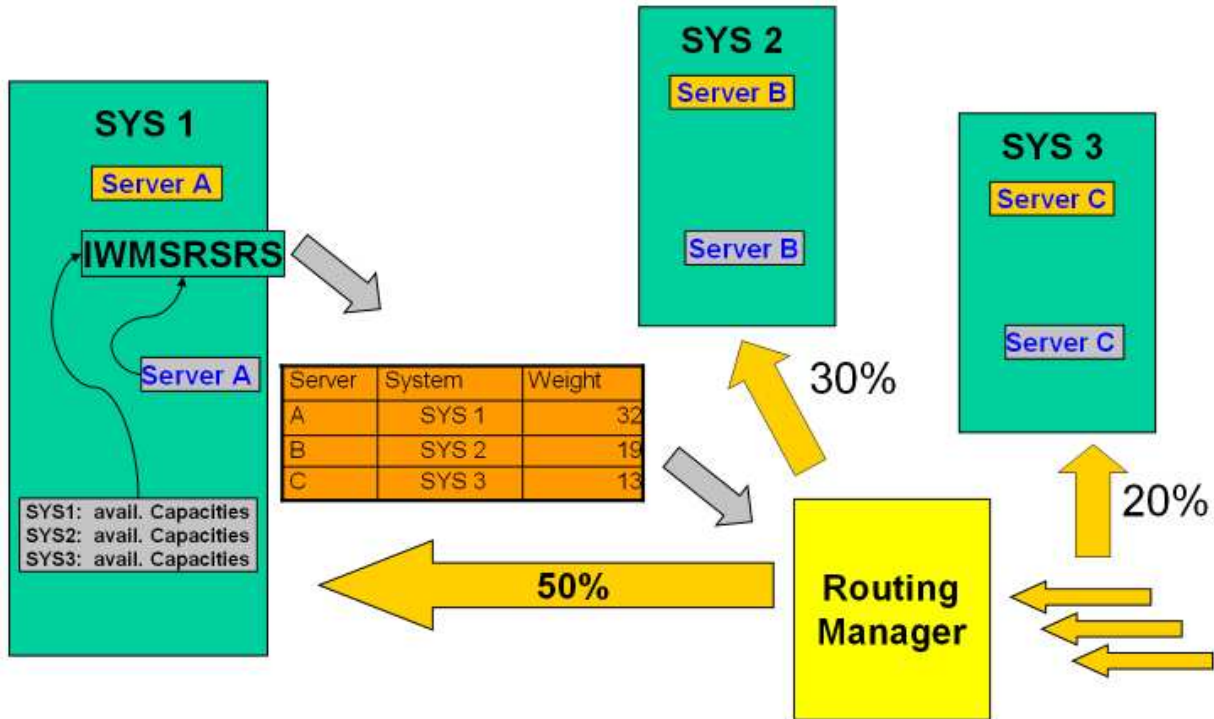 SYS 1
Server A
IWMSRSRS
Server A
SYS1: avail. Capacities
SYS2: avail. Capacities
SYS3: avail. Capacities
Server System Weight
A SYS 1 32
B SYS 2 19
C SYS 3 13
50%
SYS 2
Server B
Server B
30%
SYS 3
Server C
Server C
20%
Routing
Manager